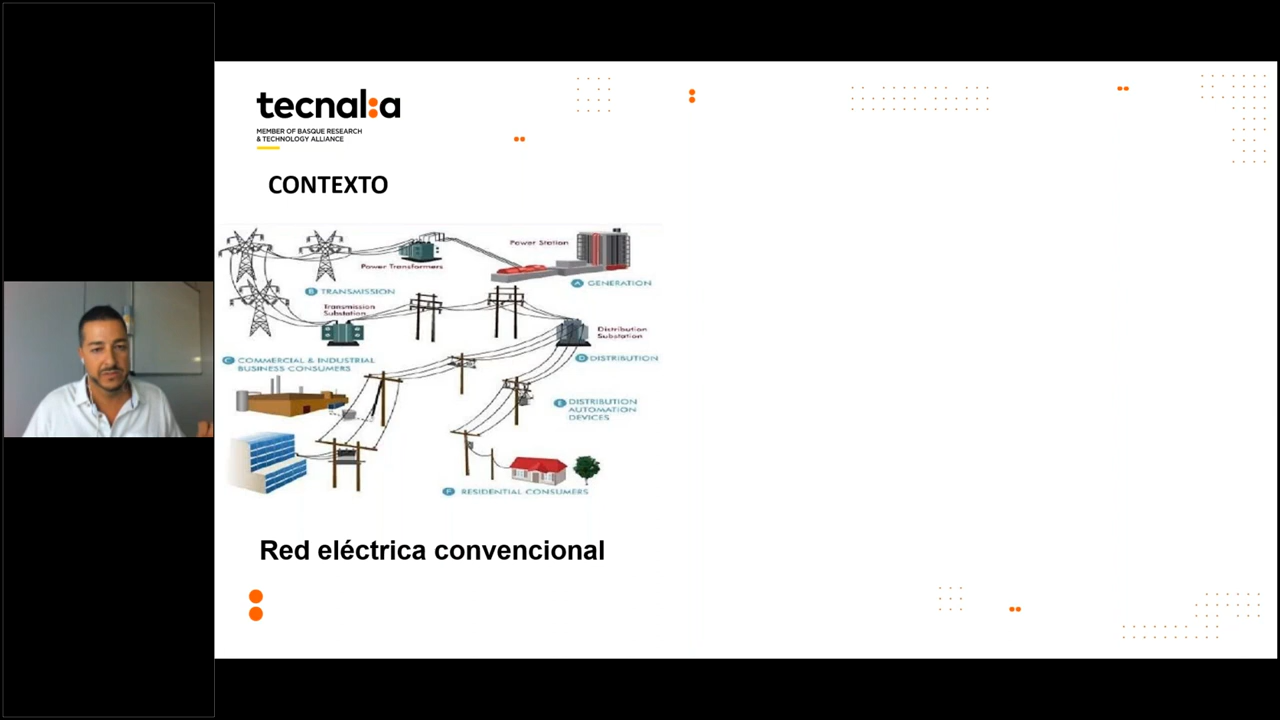 tecnal:a
MEMBER OF BASQUE RESEARCH
& TECHNOLOGY ALLIANCE
CONTEXTO
Power Station
Power Transformers
A GENERATION
B TRANSMISSION
Transmission
Substation
Distribution
Substation
C COMMERCIAL & INDUSTRIAL
BUSINESS CONSUMERS
D DISTRIBUTION
E DISTRIBUTION
AUTOMATION
DEVICES
F RESIDENTIAL CONSUMERS
Red eléctrica convencional